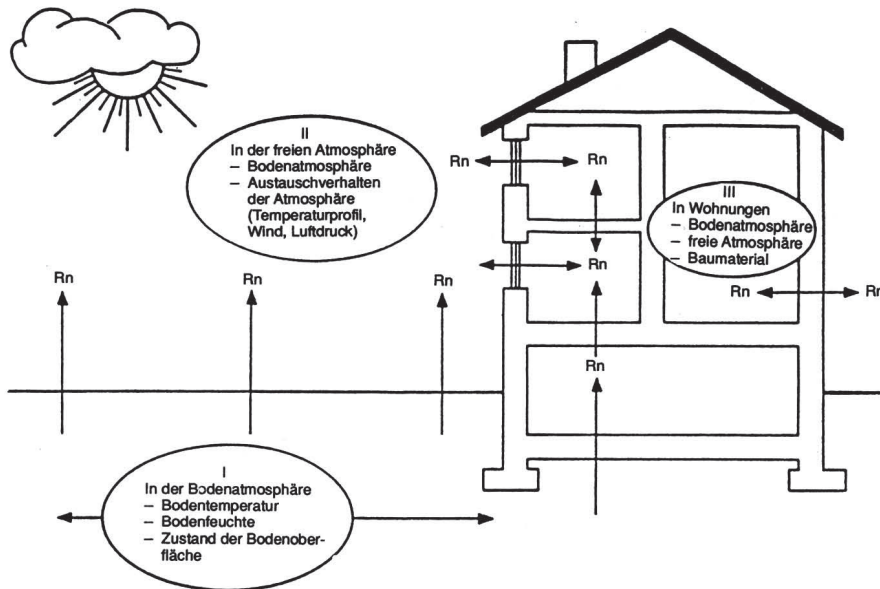 II
In der freien Atmosphäre
– Bodenatmosphäre
– Austauschverhalten
der Atmosphäre
(Temperaturprofil,
Wind, Luftdruck)
Rn
Rn
III
In Wohnungen
– Bodenatmosphäre
– freie Atmosphäre
– Baumaterial
Rn
Rn
Rn
Rn
Rn
Rn
Rn
I
In der Bodenatmosphäre
– Bodentemperatur
– Bodenfeuchte
– Zustand der Bodenober-
fläche